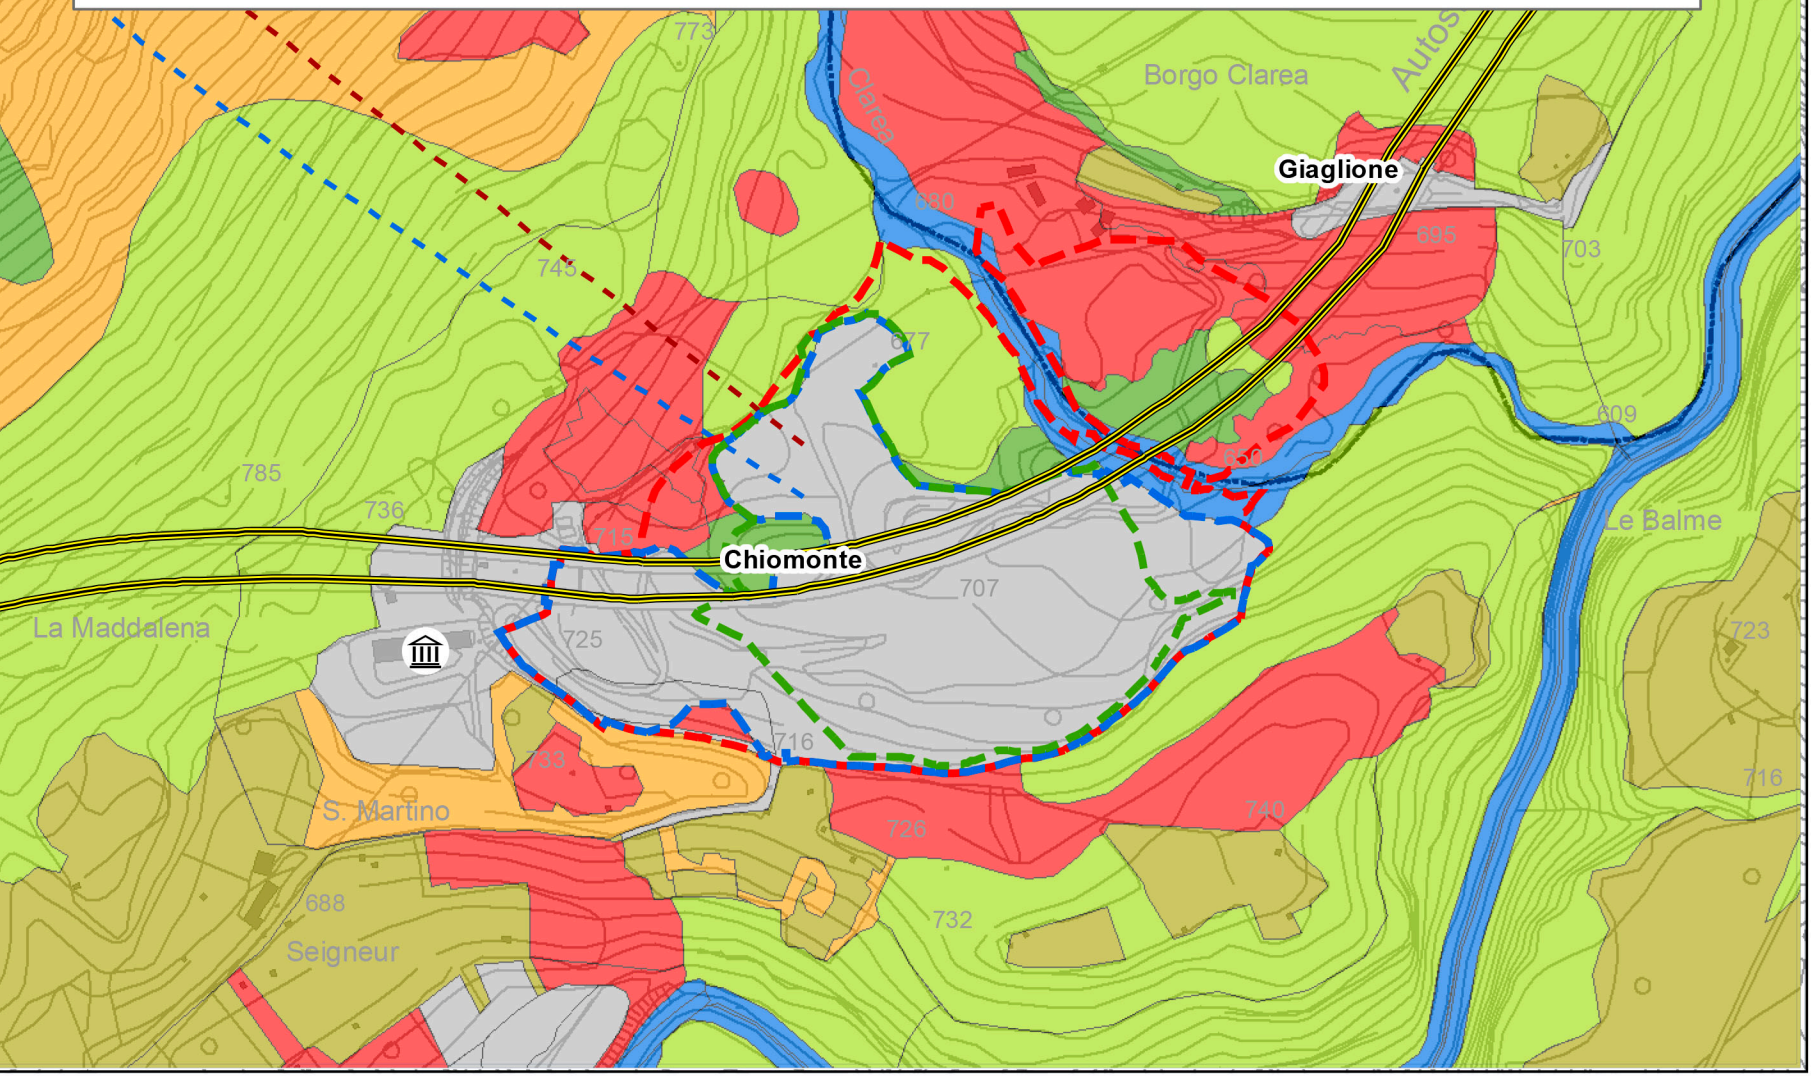 773
Autos
Borgo Clarea
Clarea
Giaglione
680
695
703
745
677
609
650
785
736
Le Balme
715
Chiomonte
707
La Maddalena
725
723
716
733
716
S. Martino
740
726
688
732
Seigneur